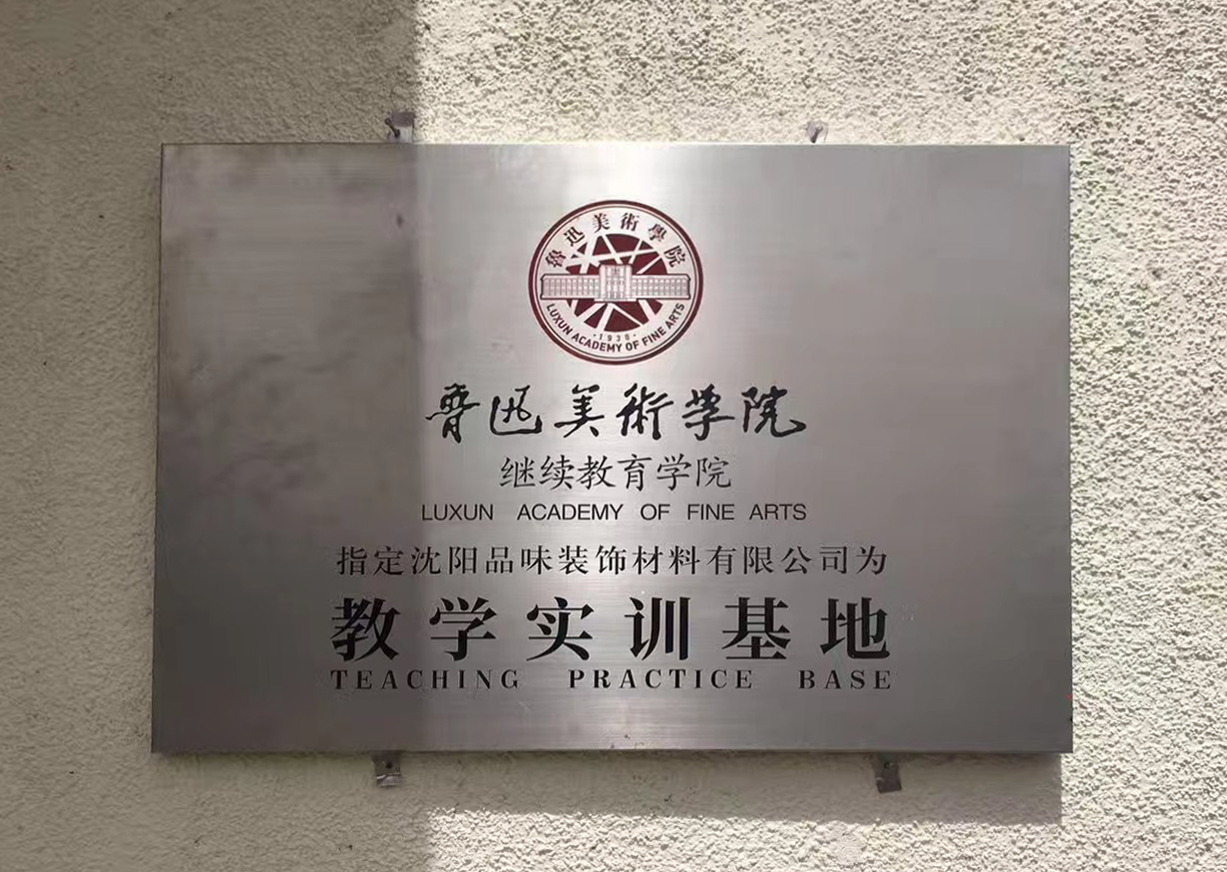 魯迅美術學院
LUXUN ACADEMY OF FINE ARTS
·1938·
鲁迅美術学院
继续教育学院
LUXUN ACADEMY OF FINE ARTS
指定沈阳品味装饰材料有限公司为
教学实训基地
TEACHING PRACTICE BASE